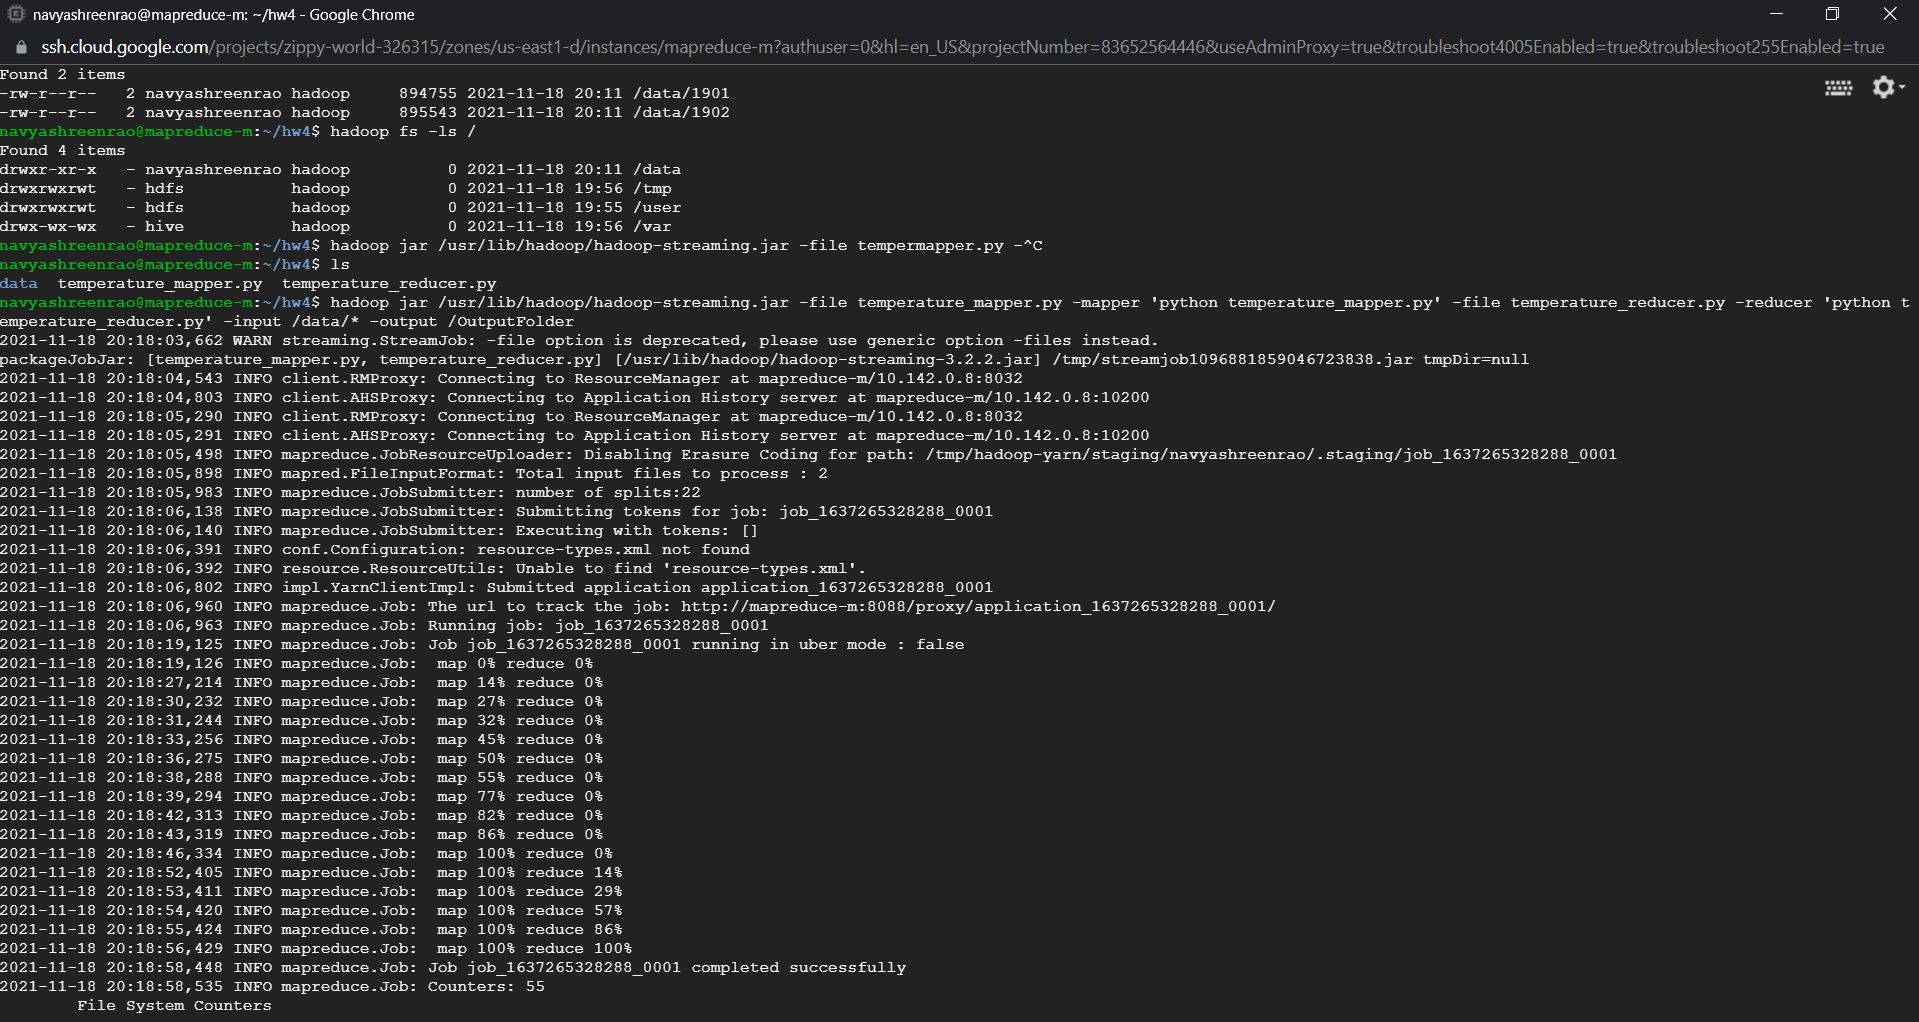 navyashreenrao@mapreduce-m: ~/hw4 - Google Chrome
ssh.cloud.google.com/projects/zippy-world-326315/zones/us-east1-d/instances/mapreduce-m?authuser=0&hl=en_US&projectNumber=83652564446&useAdminProxy=true&troubleshoot4005Enabled=true&troubleshoot255Enabled=true
Found 2 items
-rw-r--r--   2 navyashreenrao hadoop     894755 2021-11-18 20:11 /data/1901
-rw-r--r--   2 navyashreenrao hadoop     895543 2021-11-18 20:11 /data/1902
navyashreenrao@mapreduce-m:~/hw4$ hadoop fs -ls /
Found 4 items
drwxr-xr-x   - navyashreenrao hadoop          0 2021-11-18 20:11 /data
drwxrwxrwt   - hdfs           hadoop          0 2021-11-18 19:56 /tmp
drwxrwxrwt   - hdfs           hadoop          0 2021-11-18 19:55 /user
drwx-wx-wx   - hive           hadoop          0 2021-11-18 19:56 /var
navyashreenrao@mapreduce-m:~/hw4$ hadoop jar /usr/lib/hadoop/hadoop-streaming.jar -file tempermapper.py -^C
navyashreenrao@mapreduce-m:~/hw4$ ls
data  temperature_mapper.py  temperature_reducer.py
navyashreenrao@mapreduce-m:~/hw4$ hadoop jar /usr/lib/hadoop/hadoop-streaming.jar -file temperature_mapper.py -mapper 'python temperature_mapper.py' -file temperature_reducer.py -reducer 'python t
emperature_reducer.py' -input /data/* -output /OutputFolder
2021-11-18 20:18:03,662 WARN streaming.StreamJob: -file option is deprecated, please use generic option -files instead.
packageJobJar: [temperature_mapper.py, temperature_reducer.py] [/usr/lib/hadoop/hadoop-streaming-3.2.2.jar] /tmp/streamjob1096881859046723838.jar tmpDir=null
2021-11-18 20:18:04,543 INFO client.RMProxy: Connecting to ResourceManager at mapreduce-m/10.142.0.8:8032
2021-11-18 20:18:04,803 INFO client.AHSProxy: Connecting to Application History server at mapreduce-m/10.142.0.8:10200
2021-11-18 20:18:05,290 INFO client.RMProxy: Connecting to ResourceManager at mapreduce-m/10.142.0.8:8032
2021-11-18 20:18:05,291 INFO client.AHSProxy: Connecting to Application History server at mapreduce-m/10.142.0.8:10200
2021-11-18 20:18:05,498 INFO mapreduce.JobResourceUploader: Disabling Erasure Coding for path: /tmp/hadoop-yarn/staging/navyashreenrao/.staging/job_1637265328288_0001
2021-11-18 20:18:05,898 INFO mapred.FileInputFormat: Total input files to process : 2
2021-11-18 20:18:05,983 INFO mapreduce.JobSubmitter: number of splits:22
2021-11-18 20:18:06,138 INFO mapreduce.JobSubmitter: Submitting tokens for job: job_1637265328288_0001
2021-11-18 20:18:06,140 INFO mapreduce.JobSubmitter: Executing with tokens: []
2021-11-18 20:18:06,391 INFO conf.Configuration: resource-types.xml not found
2021-11-18 20:18:06,392 INFO resource.ResourceUtils: Unable to find 'resource-types.xml'.
2021-11-18 20:18:06,802 INFO impl.YarnClientImpl: Submitted application application_1637265328288_0001
2021-11-18 20:18:06,960 INFO mapreduce.Job: The url to track the job: http://mapreduce-m:8088/proxy/application_1637265328288_0001/
2021-11-18 20:18:06,963 INFO mapreduce.Job: Running job: job_1637265328288_0001
2021-11-18 20:18:19,125 INFO mapreduce.Job: Job job_1637265328288_0001 running in uber mode : false
2021-11-18 20:18:19,126 INFO mapreduce.Job:  map 0% reduce 0%
2021-11-18 20:18:27,214 INFO mapreduce.Job:  map 14% reduce 0%
2021-11-18 20:18:30,232 INFO mapreduce.Job:  map 27% reduce 0%
2021-11-18 20:18:31,244 INFO mapreduce.Job:  map 32% reduce 0%
2021-11-18 20:18:33,256 INFO mapreduce.Job:  map 45% reduce 0%
2021-11-18 20:18:36,275 INFO mapreduce.Job:  map 50% reduce 0%
2021-11-18 20:18:38,288 INFO mapreduce.Job:  map 55% reduce 0%
2021-11-18 20:18:39,294 INFO mapreduce.Job:  map 77% reduce 0%
2021-11-18 20:18:42,313 INFO mapreduce.Job:  map 82% reduce 0%
2021-11-18 20:18:43,319 INFO mapreduce.Job:  map 86% reduce 0%
2021-11-18 20:18:46,334 INFO mapreduce.Job:  map 100% reduce 0%
2021-11-18 20:18:52,405 INFO mapreduce.Job:  map 100% reduce 14%
2021-11-18 20:18:53,411 INFO mapreduce.Job:  map 100% reduce 29%
2021-11-18 20:18:54,420 INFO mapreduce.Job:  map 100% reduce 57%
2021-11-18 20:18:55,424 INFO mapreduce.Job:  map 100% reduce 86%
2021-11-18 20:18:56,429 INFO mapreduce.Job:  map 100% reduce 100%
2021-11-18 20:18:58,448 INFO mapreduce.Job: Job job_1637265328288_0001 completed successfully
2021-11-18 20:18:58,535 INFO mapreduce.Job: Counters: 55
        File System Counters